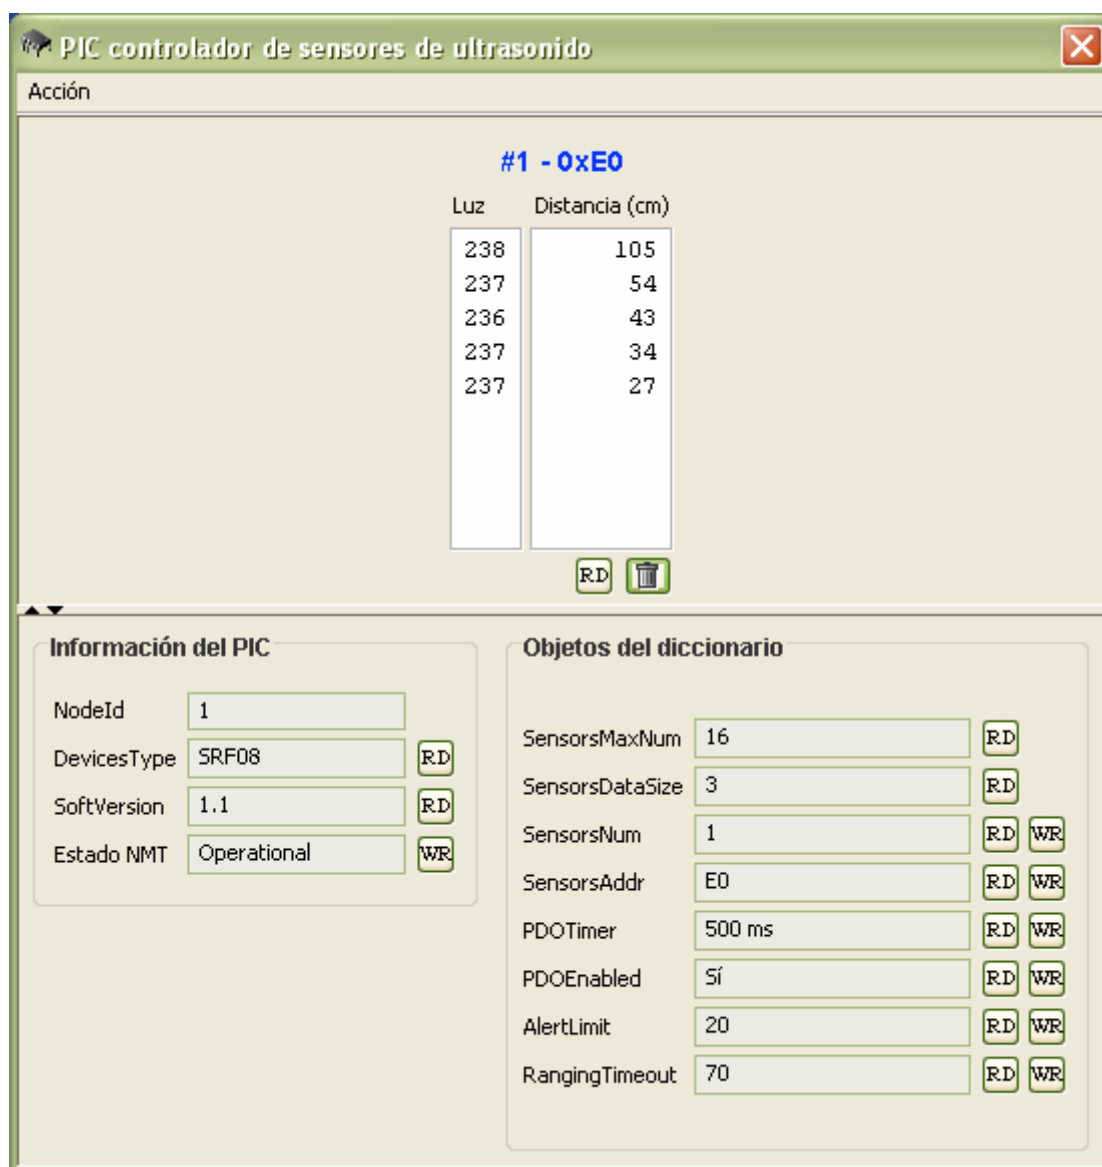 PIC controlador de sensores de ultrasonido
Acción
#1 - 0xE0
Luz Distancia (cm)
238 105
237 54
236 43
237 34
237 27
RD
Información del PIC
NodeId 1
DevicesType SRF08 RD
SoftVersion 1.1 RD
Estado NMT Operational WR
Objetos del diccionario
SensorsMaxNum 16 RD
SensorsDataSize 3 RD
SensorsNum 1 RD WR
SensorsAddr E0 RD WR
PDOTimer 500 ms RD WR
PDOEnabled Sí RD WR
AlertLimit 20 RD WR
RangingTimeout 70 RD WR